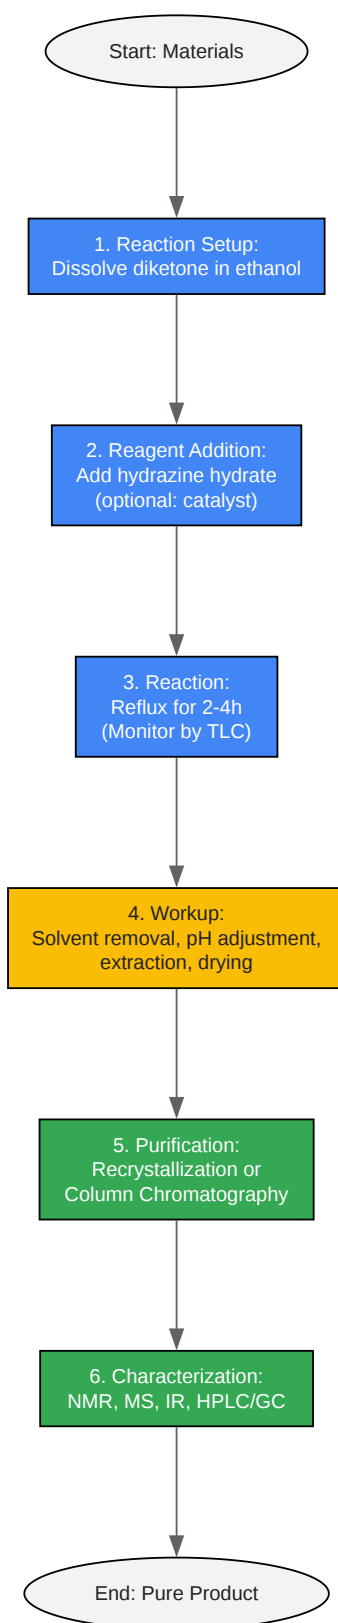 Start: Materials
1. Reaction Setup:
Dissolve diketone in ethanol
2. Reagent Addition:
Add hydrazine hydrate
(optional: catalyst)
3. Reaction:
Reflux for 2-4h
(Monitor by TLC)
4. Workup:
Solvent removal, pH adjustment,
extraction, drying
5. Purification:
Recrystallization or
Column Chromatography
6. Characterization:
NMR, MS, IR, HPLC/GC
End: Pure Product